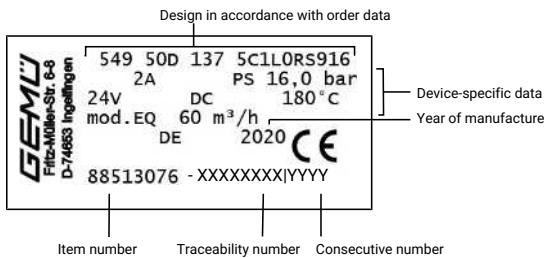 Design in accordance with order data
GEMÜ
Fritz-Müller-Str. 6-8
D-74653 Ingelfingen
549 50D 137 5C1L0RS916
2A PS 16,0 bar
24V DC 180°C
mod.EQ 60 m³/h
DE 2020 CE
88513076 -XXXXXXXX|YYYY
Device-specific data
Year of manufacture
Item number Traceability number Consecutive number